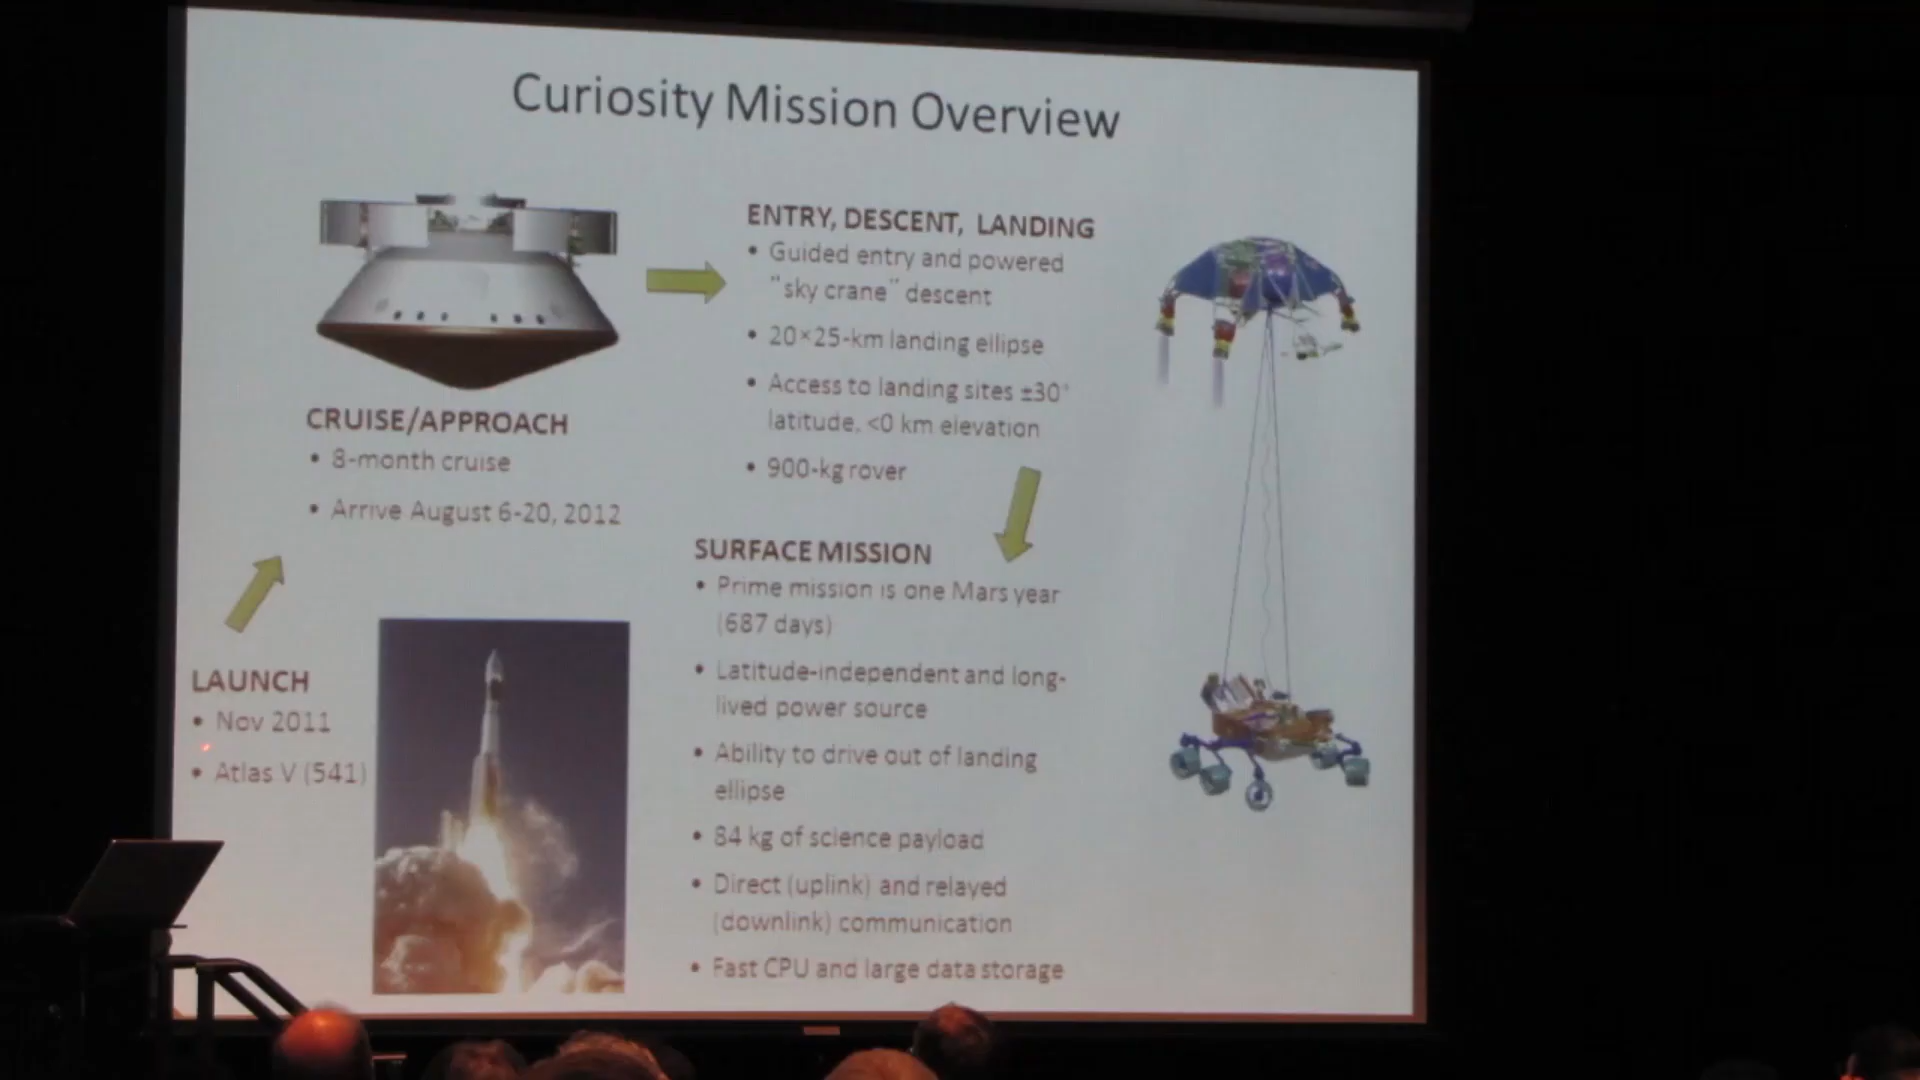 Curiosity Mission Overview
CRUISE/APPROACH
• 8-month cruise
• Arrive August 6-20, 2012
LAUNCH
• Nov 2011
• Atlas V (541)
ENTRY, DESCENT, LANDING
• Guided entry and powered
"sky crane" descent
• 20×25-km landing ellipse
• Access to landing sites ±30°
latitude, <0 km elevation
• 900-kg rover
SURFACE MISSION
• Prime mission is one Mars year
(687 days)
• Latitude-independent and long-
lived power source
• Ability to drive out of landing
ellipse
• 84 kg of science payload
• Direct (uplink) and relayed
(downlink) communication
• Fast CPU and large data storage